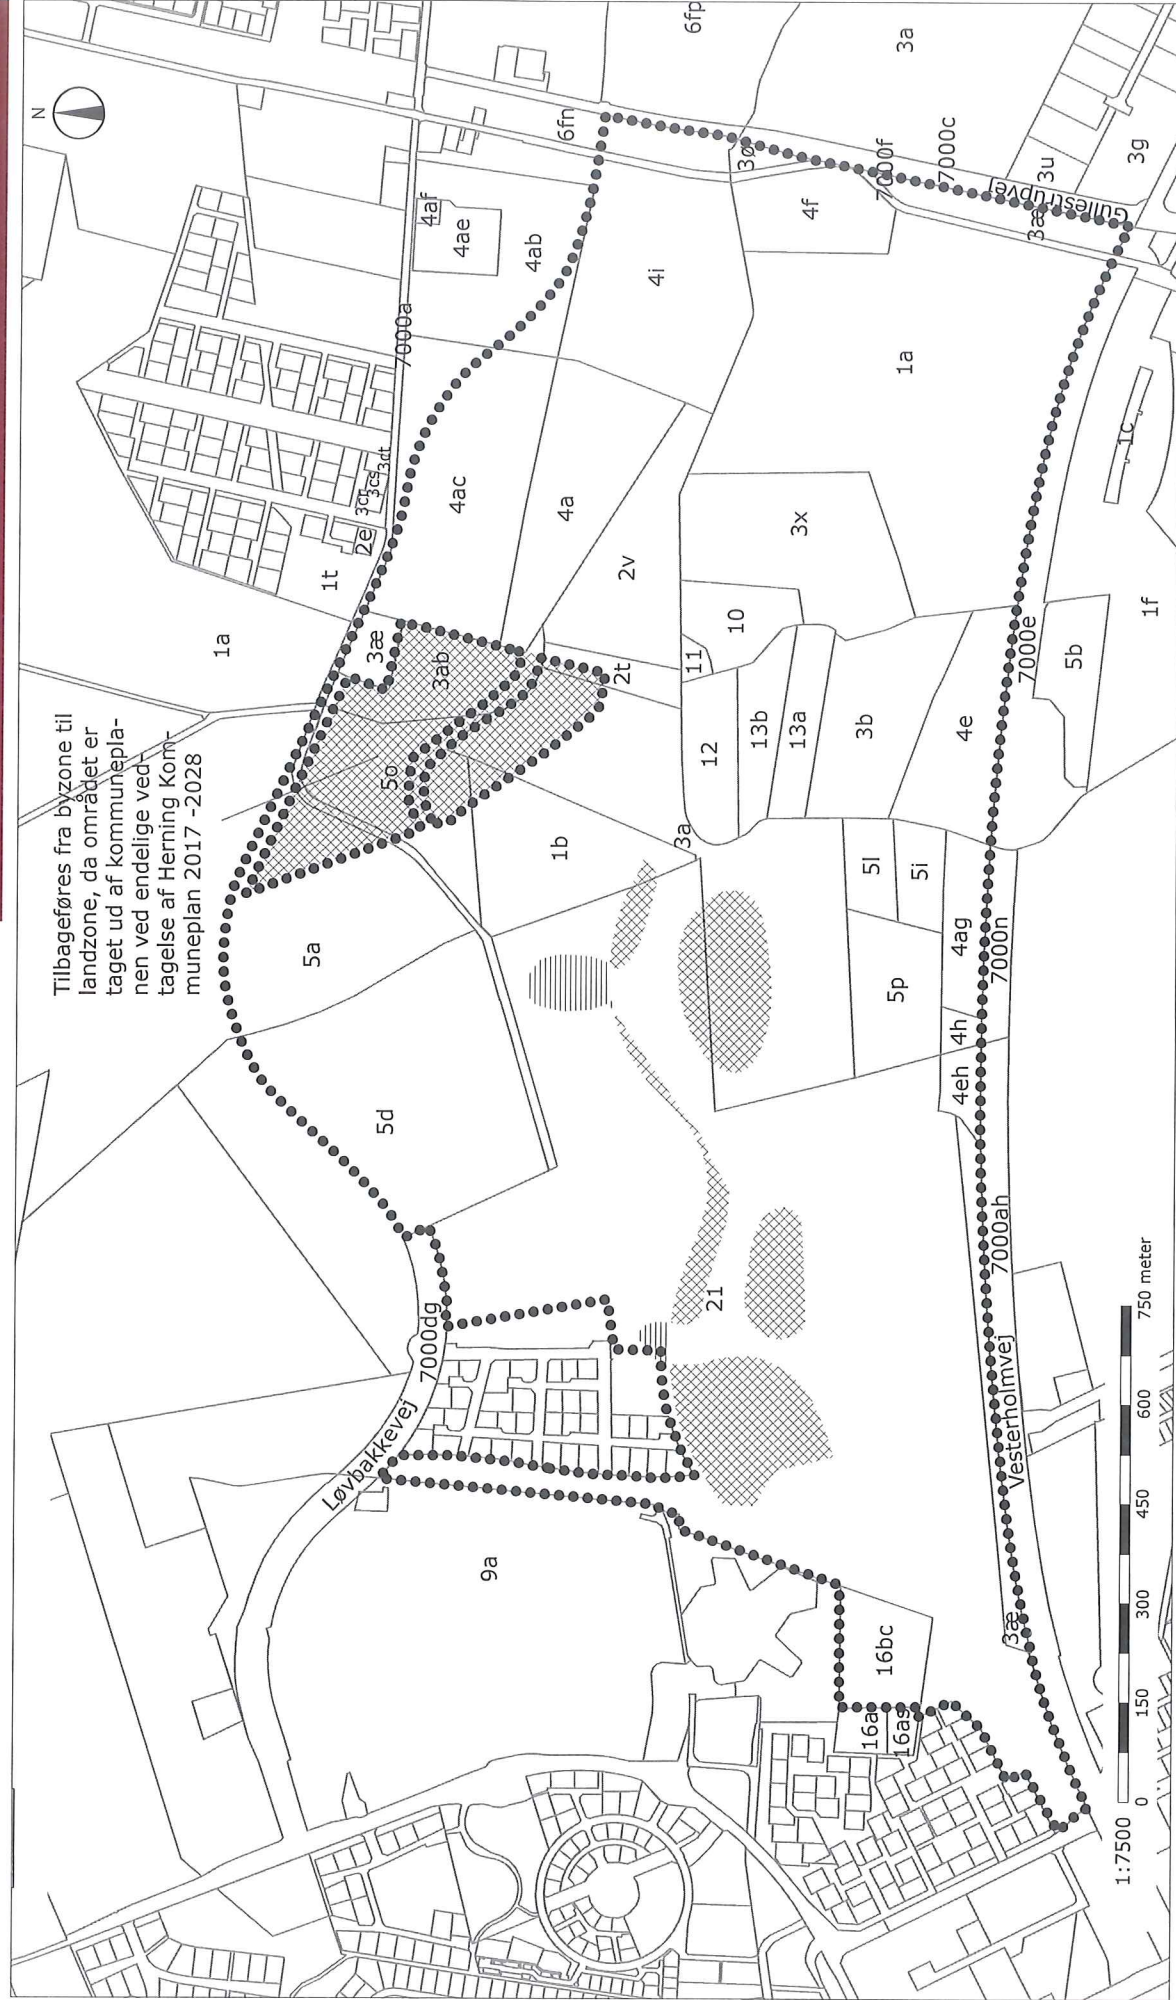 Tilbageføres fra byzone til
landzone, da området er
taget ud af kommunepla-
nen ved endelige ved-
tagelse af Herning Kom-
muneplan 2017 -2028
N
6fp
3a
6fn
7000c
7000f
3ø
3g
3u
Gullestrupvej
3æ
4f
4af
4ae
4ab
4i
7000a
1a
1c
3dt
3cs
3cr
2e
4ac
4a
3x
1t
2v
10
1f
1a
3æ
3ab
2t
11
7000e
5b
5o
12
13b
13a
3b
4e
1b
3a
5l
5i
5a
5p
4ag
7000n
4h
4eh
5d
7000ah
21
7000dg
Løvbakkevej
Vesterholmvej
9a
3æ
16bc
16a
16as
1:7500
0
150
300
450
600
750 meter